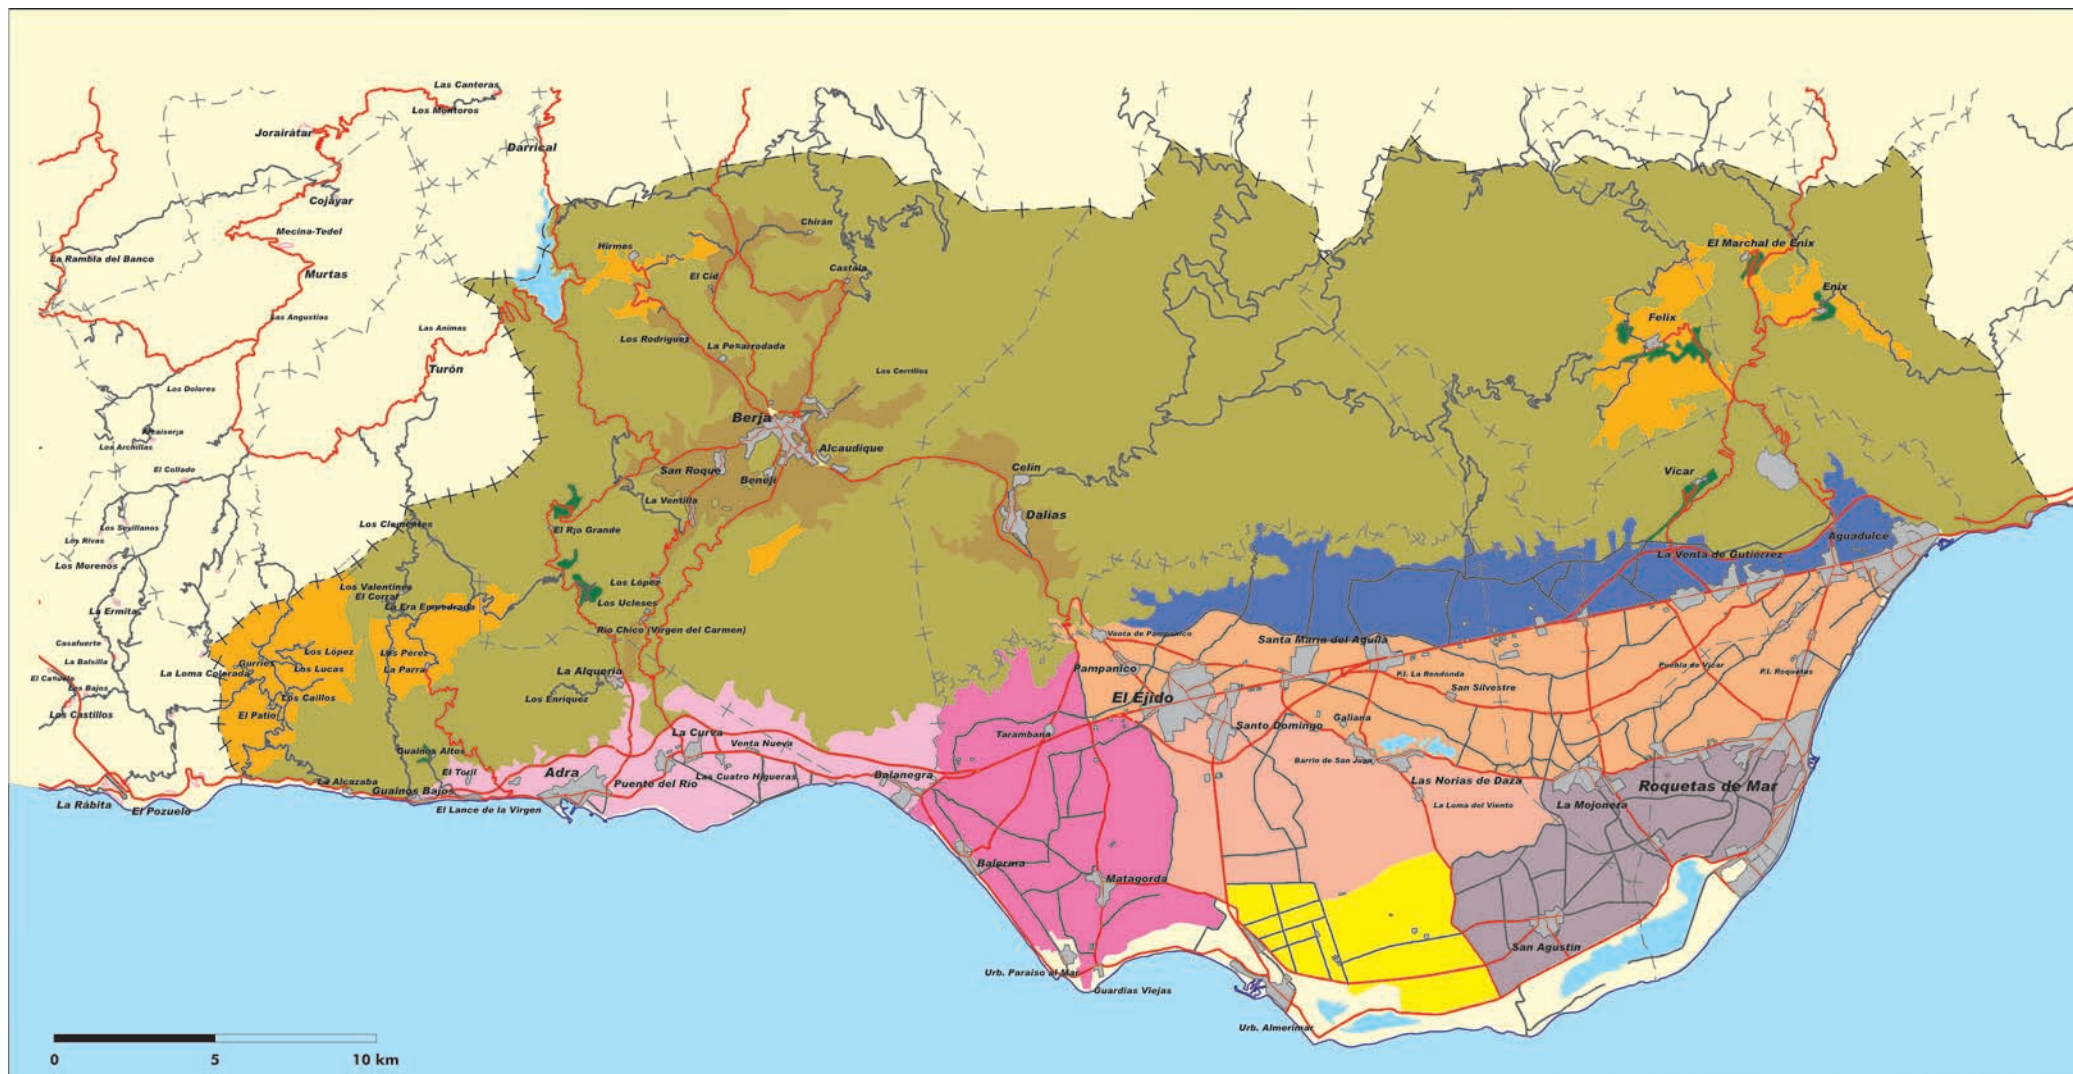 Las Canteras
Los Montoros
Jorairátar
Darrical
Cojáyar
Mecina-Tedel
La Rambla del Banco
Murtas
Las Angustias
Las Animas
Turón
Los Dolores
Los Archillas
El Collado
Los Sevillanos
Los Rivas
Los Morenos
La Ermita
Casafuerte
La Balsilla
El Cañuelo
Los Bajos
Los Castillos
La Rábita
El Pozuelo
Hirmes
Chirán
El Cid
Castala
Los Rodríguez
La Peñarrodada
Los Cerrillos
Berja
Alcaudique
San Roque
Benejí
La Ventilla
Celín
Dalías
Los Clementes
El Río Grande
Los Valentines
El Corral
La Era Empedrada
Los López
Los Ucleses
Río Chico (Virgen del Carmen)
Los López
Gurriés
La Loma Colorada
Los Lucas
Los Pérez
La Parra
Los Caillos
El Patio
La Alquería
Los Enríquez
Guainos Altos
El Toril
La Alcazaba
Guainos Bajos
El Lance de la Virgen
Adra
Puente del Río
La Curva
Venta Nueva
Las Cuatro Higueras
Balanegra
El Marchal de Enix
Enix
Felix
Vícar
La Venta de Gutiérrez
Aguadulce
Venta de Pampanico
Santa María del Aguila
Pampanico
P.I. La Rendonda
San Silvestre
Puebla de Vícar
P.I. Roquetas
El Ejido
Tarambana
Santo Domingo
Galiana
Barrio de San Juan
Las Norias de Daza
La Loma del Viento
La Mojonera
Roquetas de Mar
Balerma
Matagorda
San Agustín
Urb. Paraiso al Mar
Guardias Viejas
Urb. Almerimar
0 5 10 km